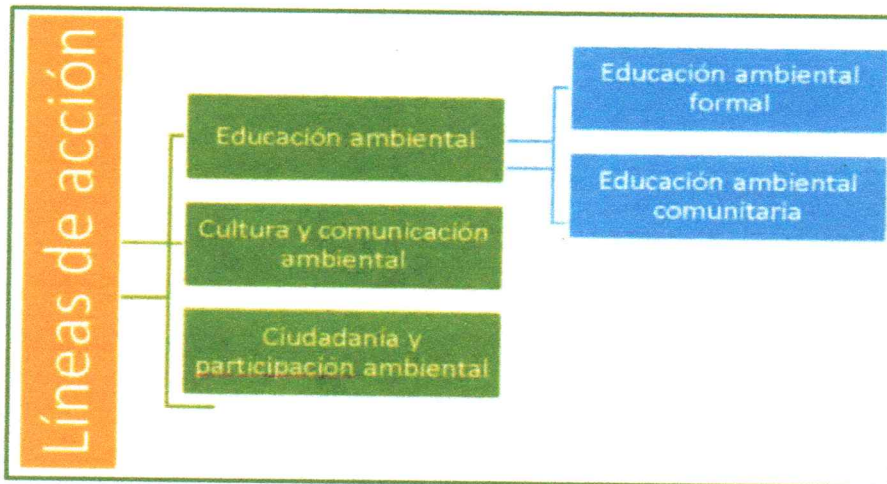 Líneas de acción
Educación ambiental
Cultura y comunicación
ambiental
Ciudadanía y
participación ambiental
Educación ambiental
formal
Educación ambiental
comunitaria